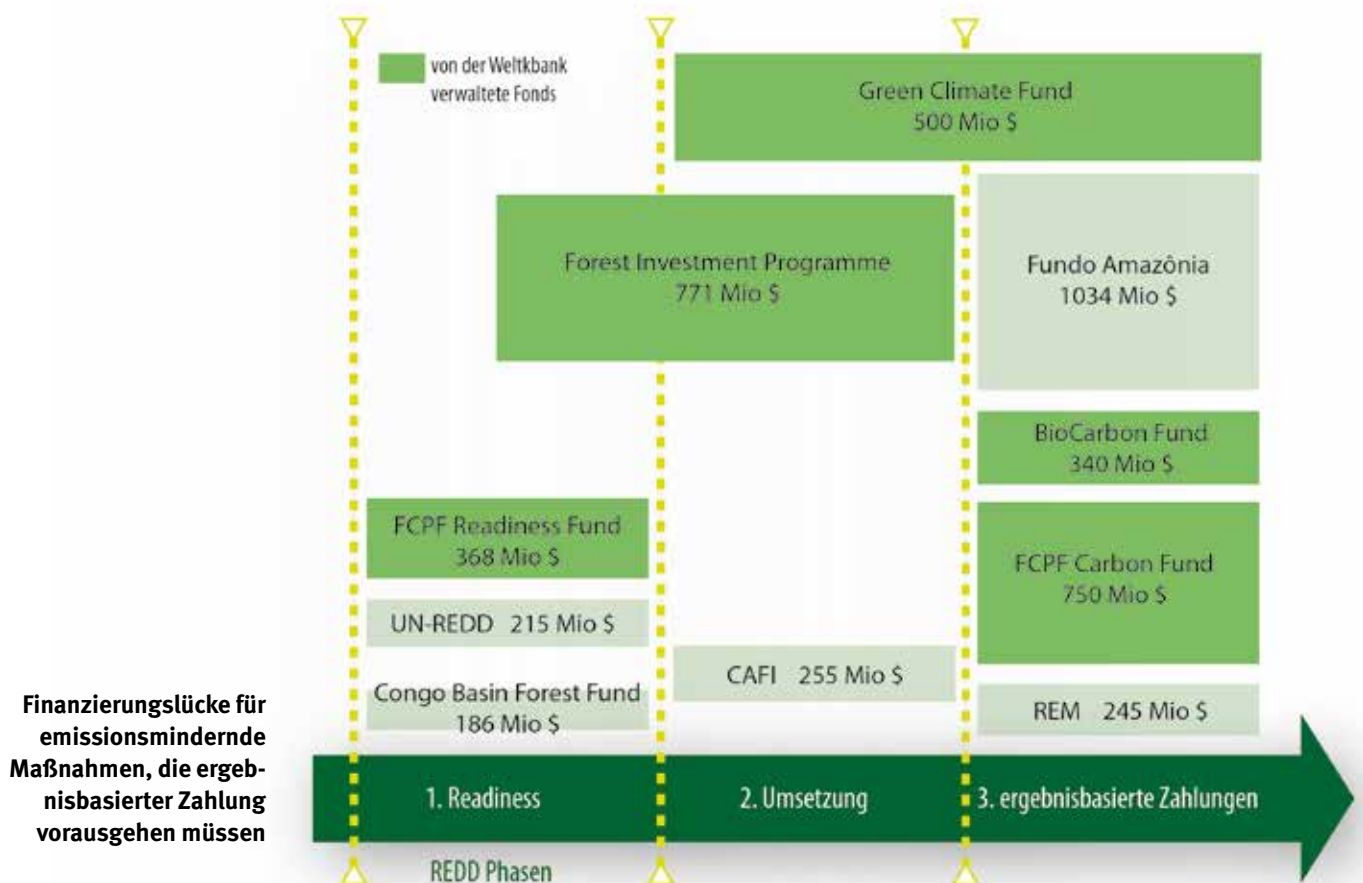 von der Weltkbank
verwaltete Fonds
Green Climate Fund
500 Mio $
Forest Investment Programme
771 Mio $
Fundo Amazônia
1034 Mio $
BioCarbon Fund
340 Mio $
FCPF Readiness Fund
368 Mio $
FCPF Carbon Fund
750 Mio $
UN-REDD 215 Mio $
CAFI 255 Mio $
Congo Basin Forest Fund
186 Mio $
REM 245 Mio $
Finanzierungslücke für
emissionsmindernde
Maßnahmen, die ergeb-
nisbasierter Zahlung
vorausgehen müssen
1. Readiness
2. Umsetzung
3. ergebnisbasierte Zahlungen
REDD Phasen